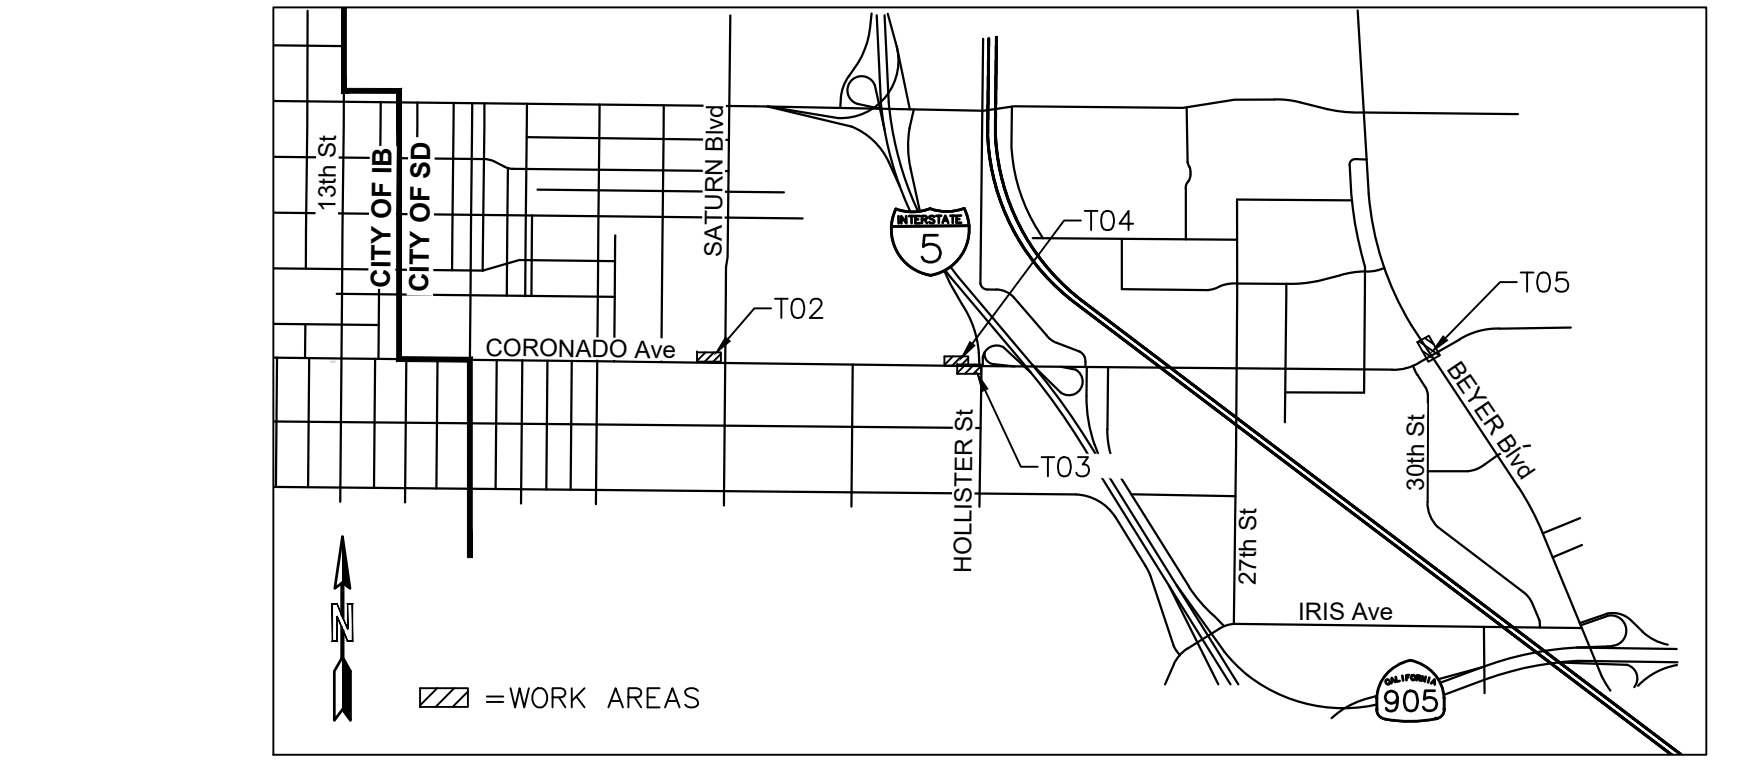 13th St
CITY OF IB
CITY OF SD
SATURN Blvd
INTERSTATE
5
T04
T05
T02
CORONADO Ave
BEYER Blvd
30th St
HOLLISTER St
T03
27th St
IRIS Ave
N
=WORK AREAS
CALIFORNIA
905